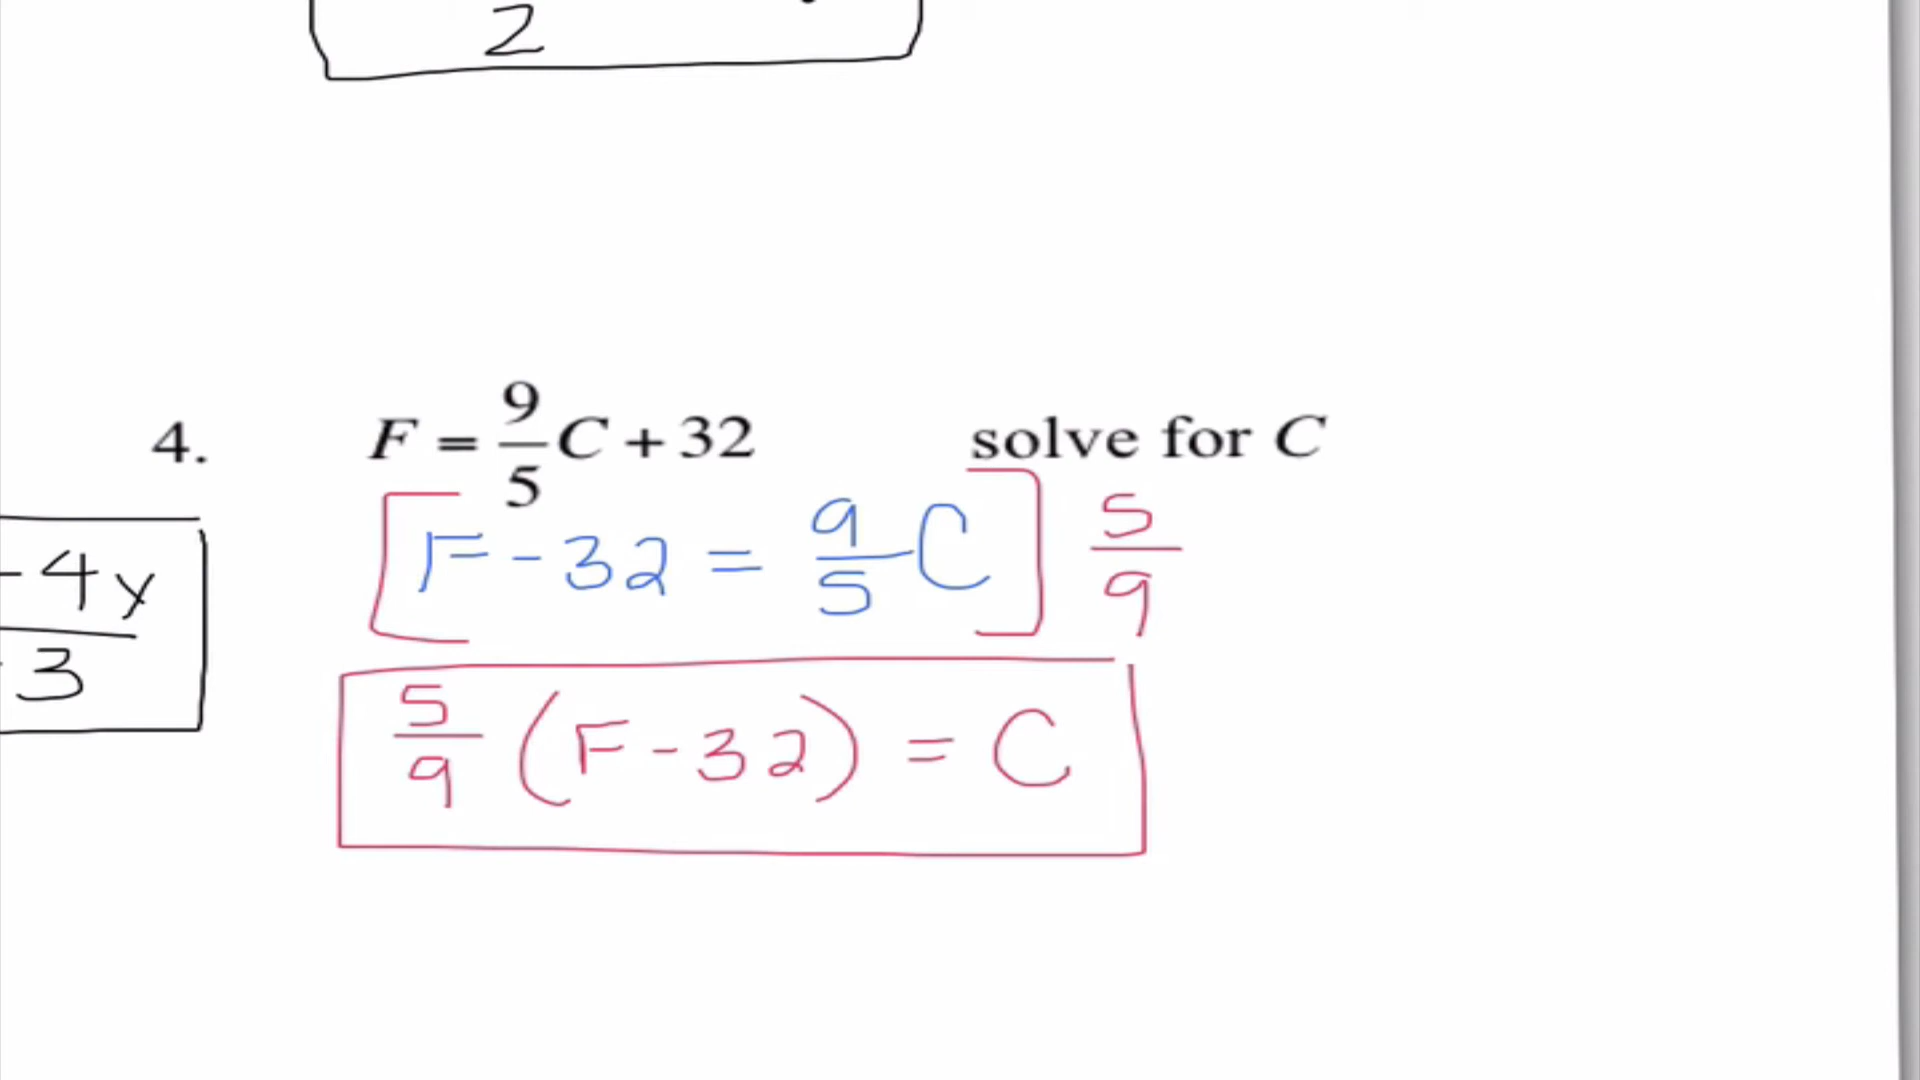 2
4. F = 9/5 C + 32 solve for C
[F - 32 = 9/5 C] 5/9
-4y
3
5/9 (F - 32) = C